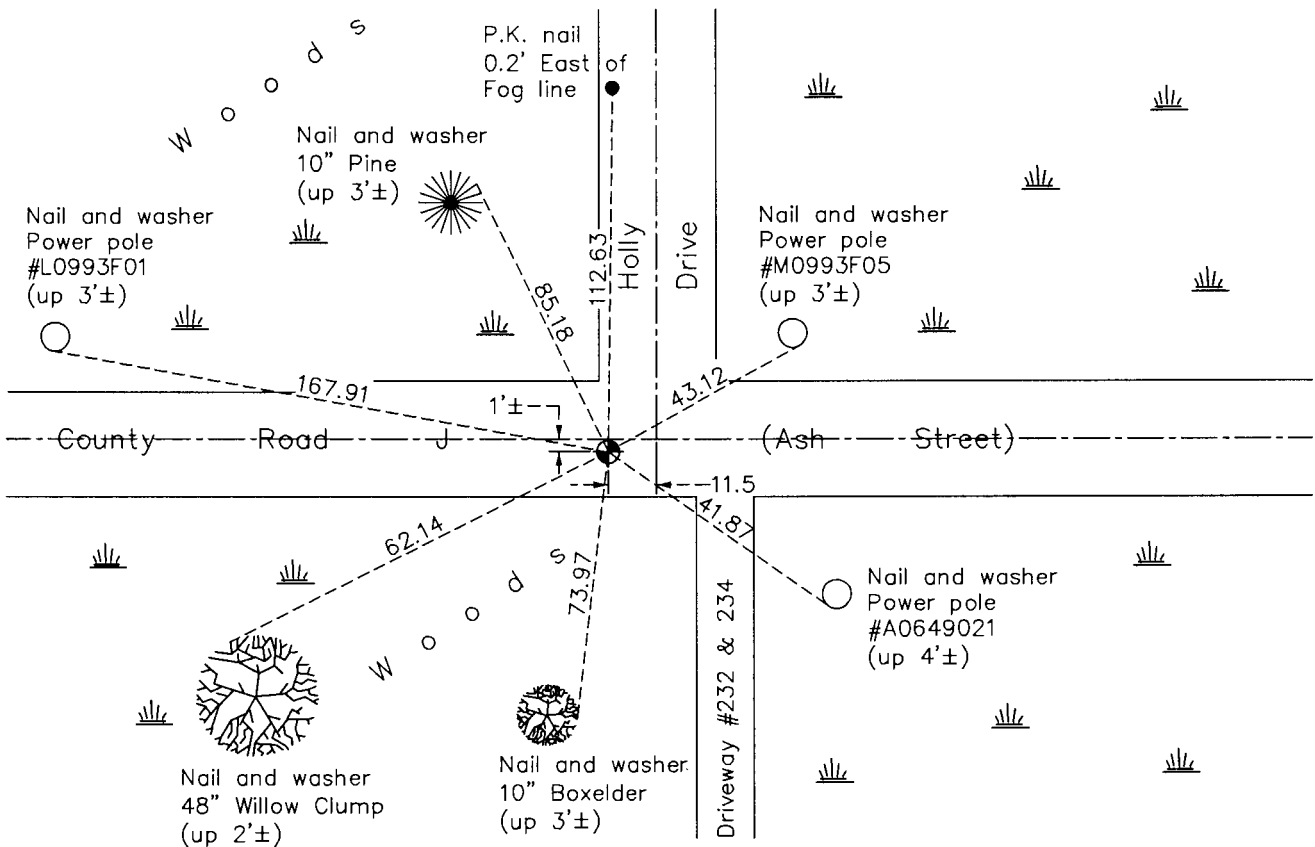 Woods
P.K. nail
0.2' East of
Fog line
Nail and washer
10" Pine
(up 3'±)
Nail and washer
Power pole
#L0993F01
(up 3'±)
Nail and washer
Power pole
#M0993F05
(up 3'±)
Holly Drive
112.63
85.18
167.91
43.12
1'±
County Road J (Ash Street)
11.5
41.87
62.14
73.97
Woods
Nail and washer
Power pole
#A0649021
(up 4'±)
Driveway #232 & 234
Nail and washer
48" Willow Clump
(up 2'±)
Nail and washer
10" Boxelder
(up 3'±)